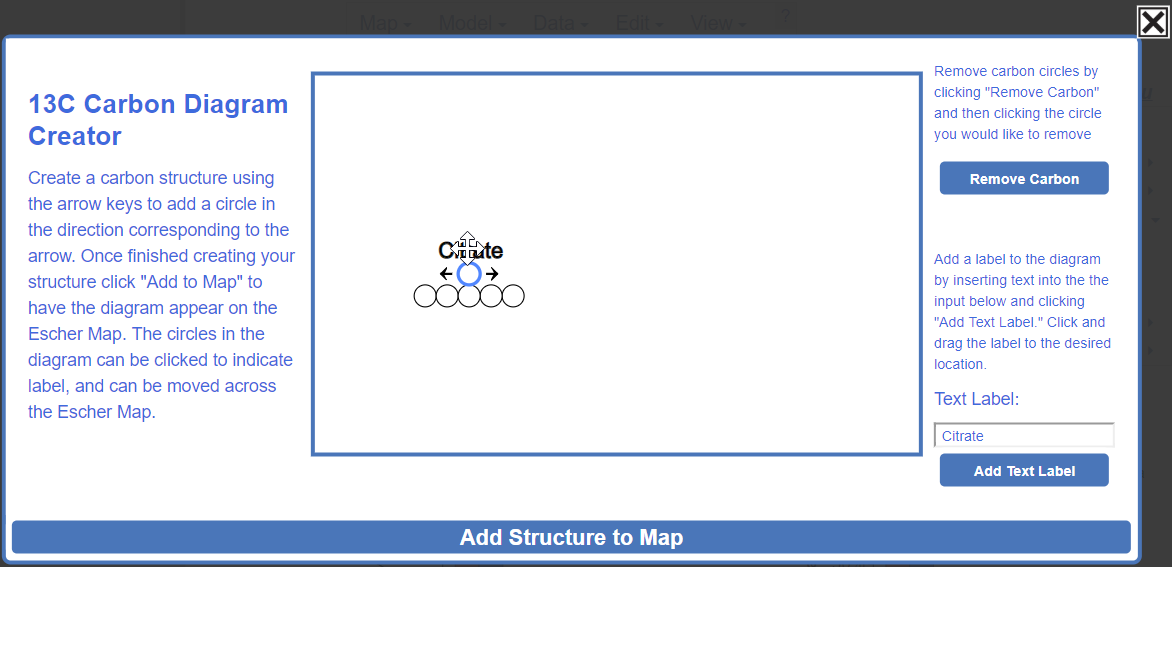 Map Model Data Edit View ?
13C Carbon Diagram
Creator
Create a carbon structure using
the arrow keys to add a circle in
the direction corresponding to the
arrow. Once finished creating your
structure click "Add to Map" to
have the diagram appear on the
Escher Map. The circles in the
diagram can be clicked to indicate
label, and can be moved across
the Escher Map.
Citrate
Remove carbon circles by
clicking "Remove Carbon"
and then clicking the circle
you would like to remove
Remove Carbon
Add a label to the diagram
by inserting text into the the
input below and clicking
"Add Text Label." Click and
drag the label to the desired
location.
Text Label:
Citrate
Add Text Label
Add Structure to Map